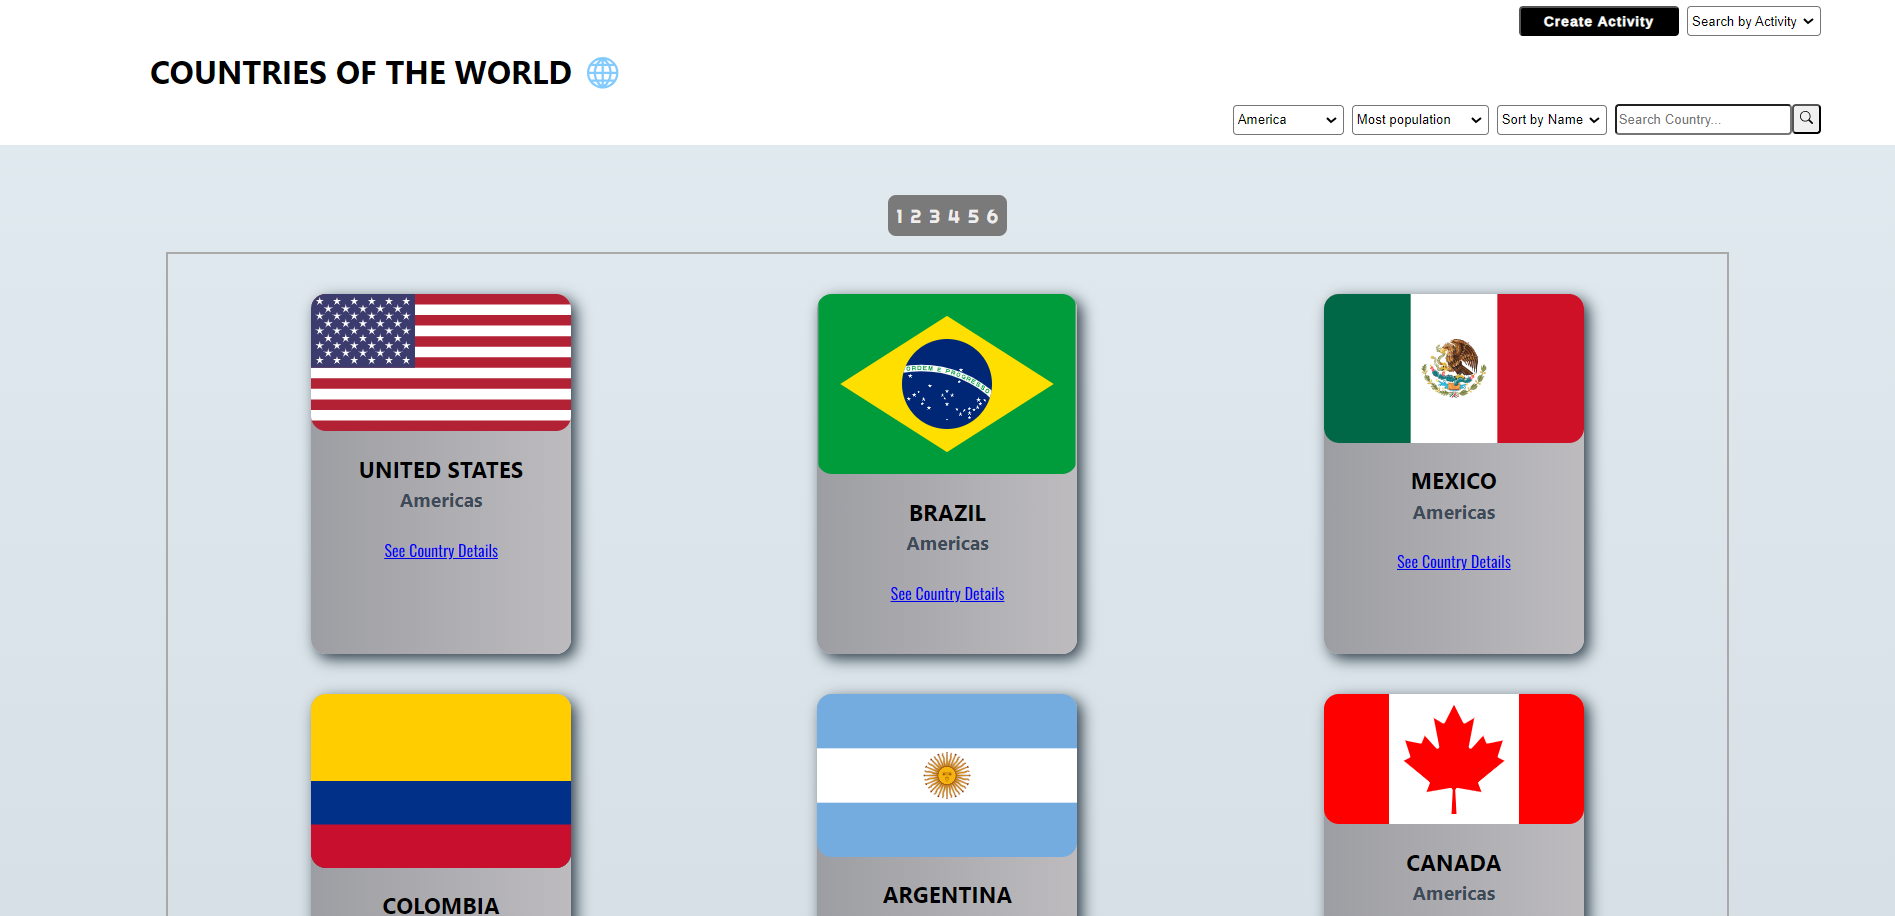 Create Activity Search by Activity
COUNTRIES OF THE WORLD
America Most population Sort by Name Search Country...
1 2 3 4 5 6
ORDEM E PROGRESSO
UNITED STATES
Americas
See Country Details
BRAZIL
Americas
See Country Details
MEXICO
Americas
See Country Details
COLOMBIA
ARGENTINA
CANADA
Americas